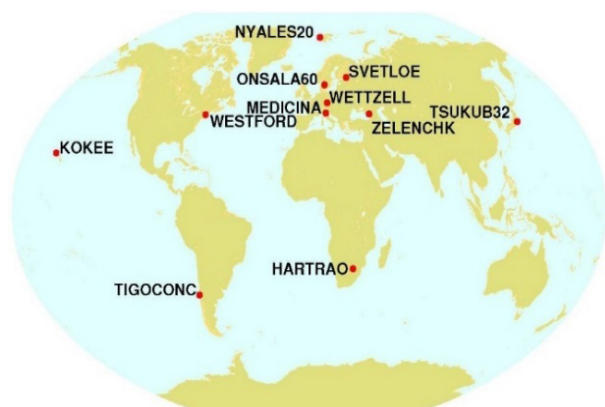 NYALES20
ONSALA60
SVETLOE
WETTZELL
MEDICINA
TSUKUB32
WESTFORD
ZELENCHK
KOKEE
HARTRAO
TIGOCONC